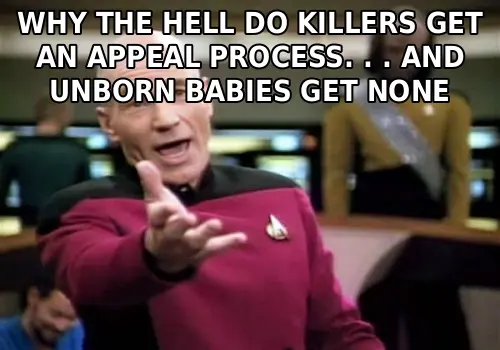 WHY THE HELL DO KILLERS GET
AN APPEAL PROCESS. . . AND
UNBORN BABIES GET NONE